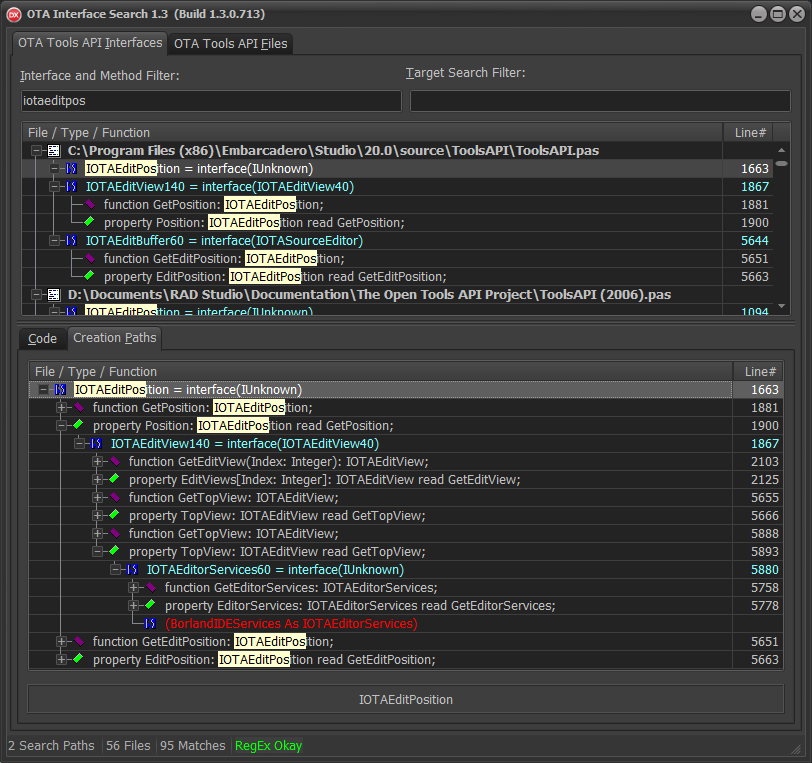 OTA Interface Search 1.3 (Build 1.3.0.713)
OTA Tools API Interfaces
OTA Tools API Files
Interface and Method Filter:
Target Search Filter:
iotaeditpos
File / Type / Function Line#
C:\Program Files (x86)\Embarcadero\Studio\20.0\source\ToolsAPI\ToolsAPI.pas
IOTAEditPosition = interface(IUnknown) 1663
IOTAEditView140 = interface(IOTAEditView40) 1867
function GetPosition: IOTAEditPosition; 1881
property Position: IOTAEditPosition read GetPosition; 1900
IOTAEditBuffer60 = interface(IOTASourceEditor) 5644
function GetEditPosition: IOTAEditPosition; 5651
property EditPosition: IOTAEditPosition read GetEditPosition; 5663
D:\Documents\RAD Studio\Documentation\The Open Tools API Project\ToolsAPI (2006).pas
IOTAEditPosition = interface(IUnknown) 1094
Code
Creation Paths
File / Type / Function Line#
IOTAEditPosition = interface(IUnknown) 1663
function GetPosition: IOTAEditPosition; 1881
property Position: IOTAEditPosition read GetPosition; 1900
IOTAEditView140 = interface(IOTAEditView40) 1867
function GetEditView(Index: Integer): IOTAEditView; 2103
property EditViews[Index: Integer]: IOTAEditView read GetEditView; 2125
function GetTopView: IOTAEditView; 5655
property TopView: IOTAEditView read GetTopView; 5666
function GetTopView: IOTAEditView; 5888
property TopView: IOTAEditView read GetTopView; 5893
IOTAEditorServices60 = interface(IUnknown) 5880
function GetEditorServices: IOTAEditorServices; 5758
property EditorServices: IOTAEditorServices read GetEditorServices; 5778
(BorlandIDEServices As IOTAEditorServices)
function GetEditPosition: IOTAEditPosition; 5651
property EditPosition: IOTAEditPosition read GetEditPosition; 5663
IOTAEditPosition
2 Search Paths 56 Files 95 Matches RegEx Okay